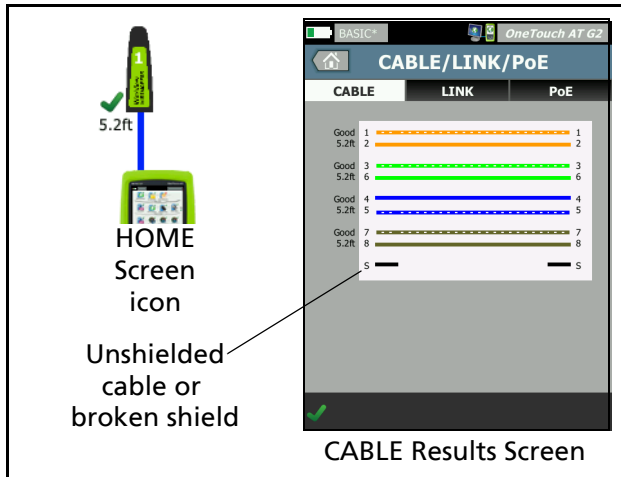 1
5.2ft
HOME
Screen
icon
Unshielded
cable or
broken shield
BASIC* OneTouch AT G2
CABLE/LINK/PoE
CABLE LINK PoE
Good 1 1
5.2ft 2 2
Good 3 3
5.2ft 6 6
Good 4 4
5.2ft 5 5
Good 7 7
5.2ft 8 8
S S
CABLE Results Screen